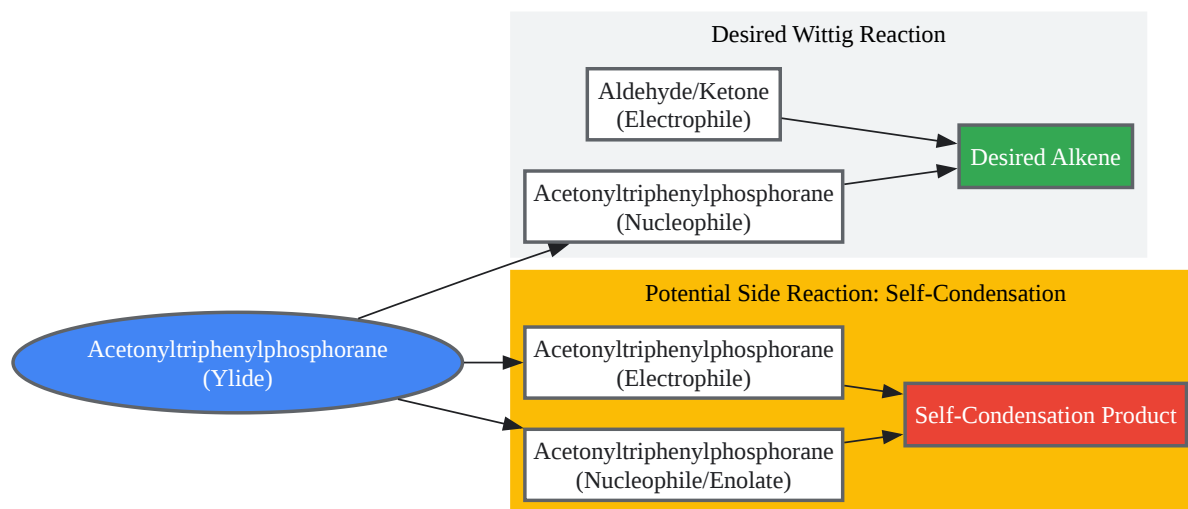 Desired Wittig Reaction
Aldehyde/Ketone
(Electrophile)
Desired Alkene
Acetonyltriphenylphosphorane
(Nucleophile)
Potential Side Reaction: Self-Condensation
Acetonyltriphenylphosphorane
(Ylide)
Acetonyltriphenylphosphorane
(Electrophile)
Self-Condensation Product
Acetonyltriphenylphosphorane
(Nucleophile/Enolate)